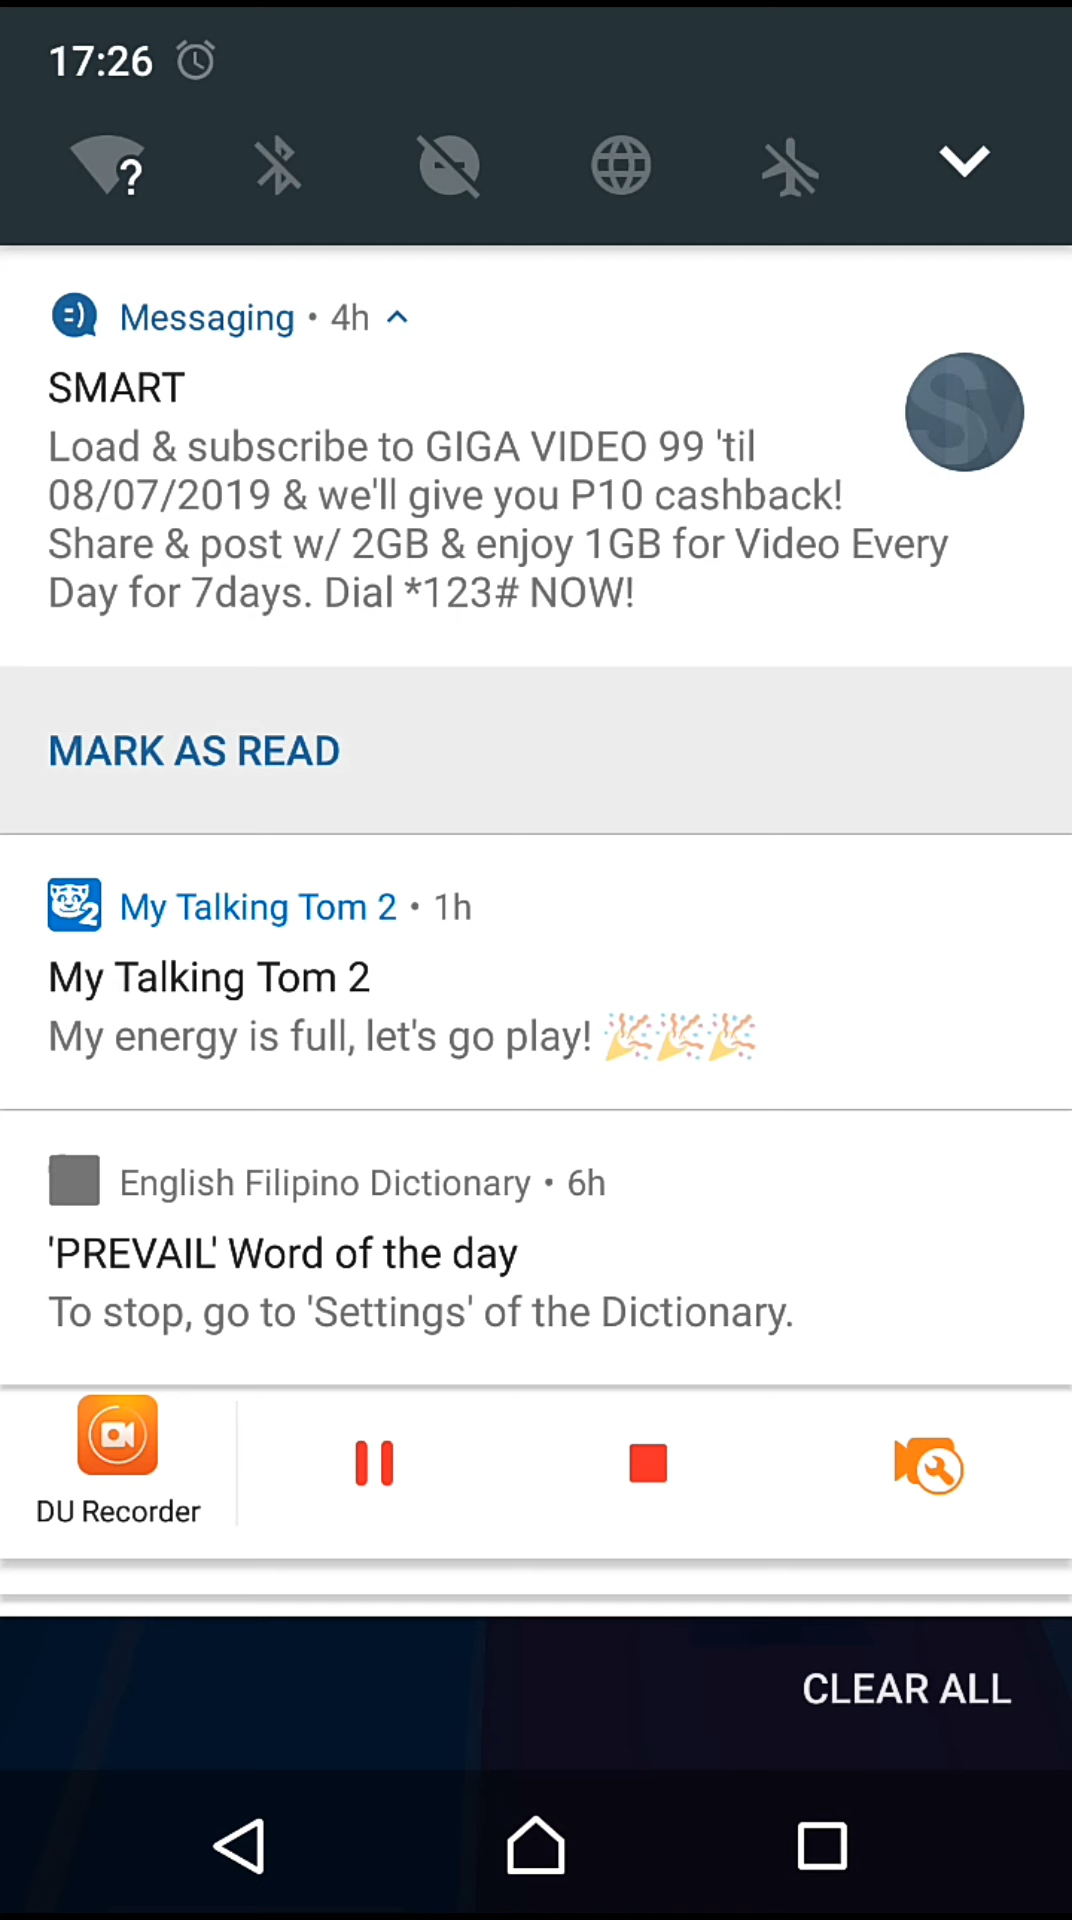 17:26
?
Messaging • 4h
SMART
Load & subscribe to GIGA VIDEO 99 'til
08/07/2019 & we'll give you P10 cashback!
Share & post w/ 2GB & enjoy 1GB for Video Every
Day for 7days. Dial *123# NOW!
MARK AS READ
My Talking Tom 2 • 1h
My Talking Tom 2
My energy is full, let's go play! 🎉🎉🎉
English Filipino Dictionary • 6h
'PREVAIL' Word of the day
To stop, go to 'Settings' of the Dictionary.
DU Recorder
CLEAR ALL